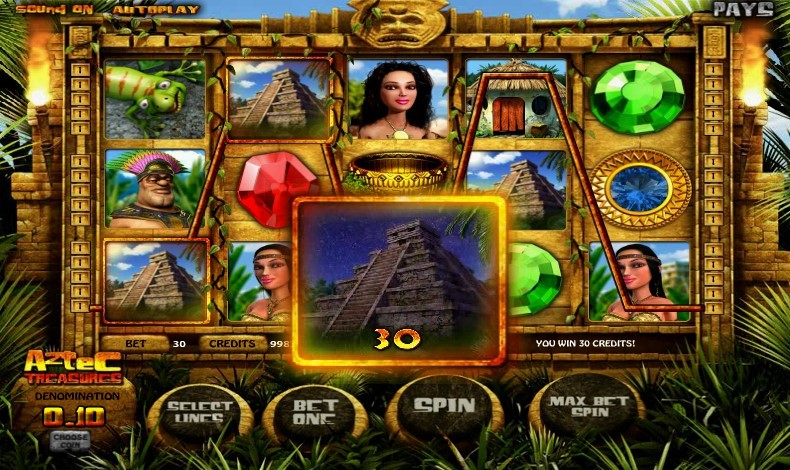 SOUND ON AUTOPLAY
PAYS
30
BET 30 CREDITS 998
YOU WIN 30 CREDITS!
AZTEC
TREASURES
DENOMINATION
0.10
CHOOSE
COIN
SELECT
LINES
BET
ONE
SPIN
MAX BET
SPIN